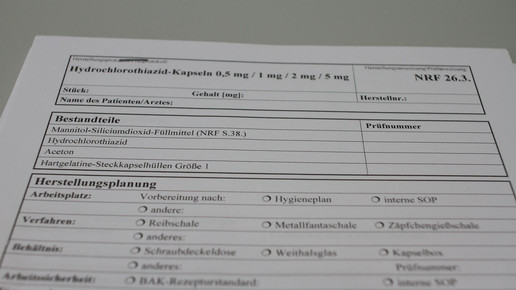 Hydrochlorothiazid-Kapseln 0,5 mg / 1 mg / 2 mg / 5 mg
NRF 26.3.
Stück: Gehalt [mg]:
Name des Patienten/Arztes: Herstellnr.:
Bestandteile Prüfnummer
Mannitol-Siliciumdioxid-Füllmittel (NRF S.38.)
Hydrochlorothiazid
Aceton
Hartgelatine-Steckkapselhüllen Größe 1
Herstellungsplanung
Arbeitsplatz: Vorbereitung nach: Hygieneplan interne SOP
andere:
Verfahren: Reibschale Metallfantaschale Zäpfchengießschale
anderes:
Behältnis: Schraubdeckeldose Weithalsglas Kapselbox
anderes: Prüfnummer:
Arbeitssicherheit: BAK-Rezepturstandard: interne SOP